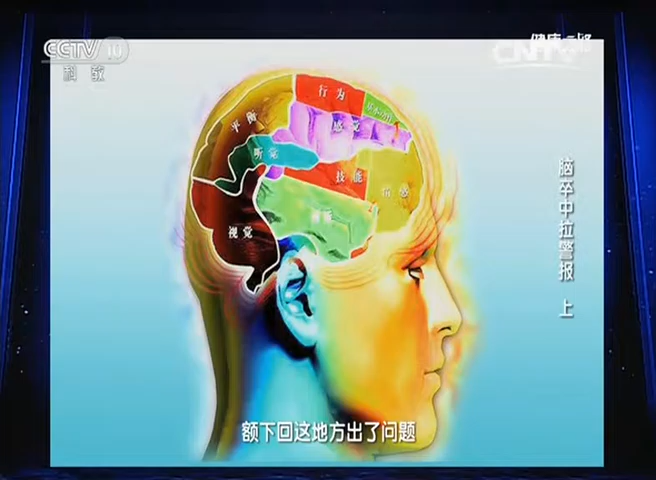 CCTV 10
科教
健康之路
CNTV
行为
平衡
感觉
听觉
技能
情感
视觉
脑卒中拉警报 上
额下回这地方出了问题